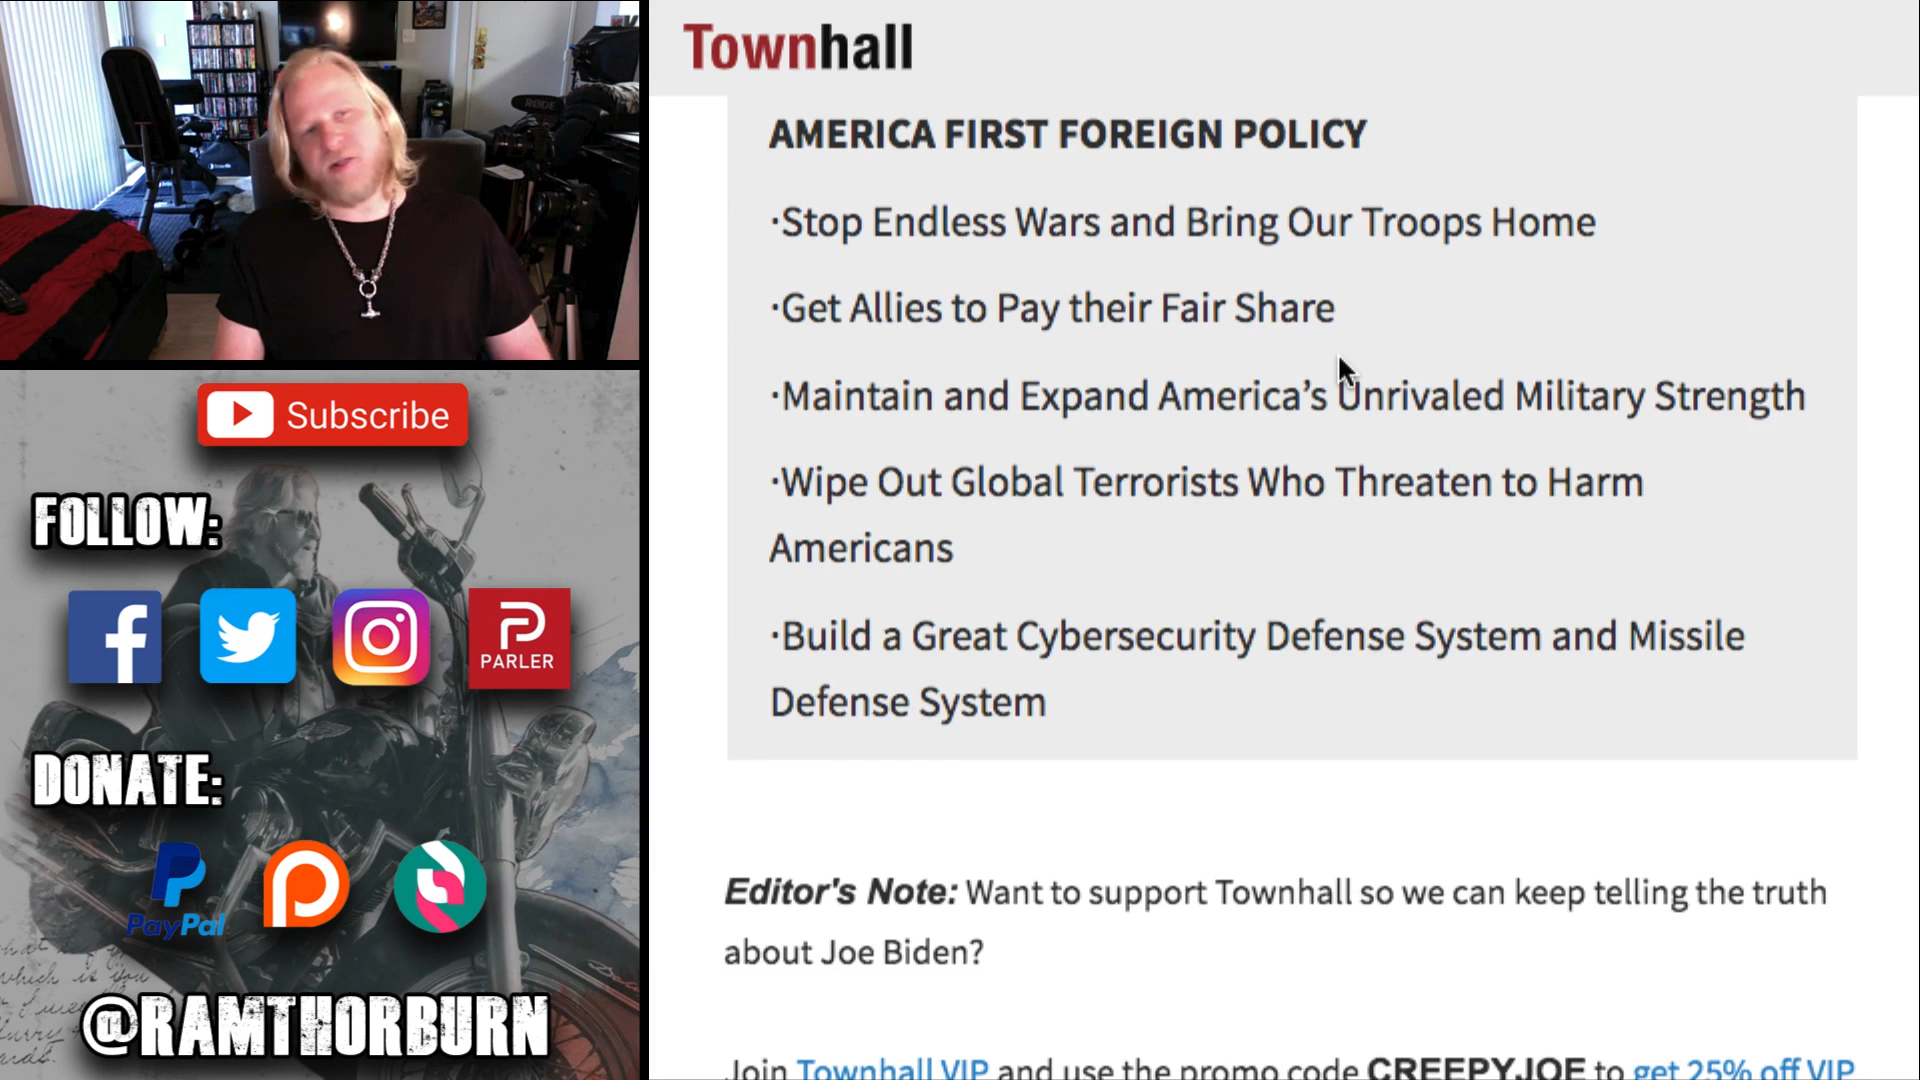 RØDE
Subscribe
FOLLOW:
PARLER
DONATE:
PayPal
@RAMTHORBURN
Townhall
AMERICA FIRST FOREIGN POLICY
·Stop Endless Wars and Bring Our Troops Home
·Get Allies to Pay their Fair Share
·Maintain and Expand America’s Unrivaled Military Strength
·Wipe Out Global Terrorists Who Threaten to Harm
Americans
·Build a Great Cybersecurity Defense System and Missile
Defense System
Editor's Note: Want to support Townhall so we can keep telling the truth
about Joe Biden?
Join Townhall VIP and use the promo code CREEPYJOE to get 25% off VIP